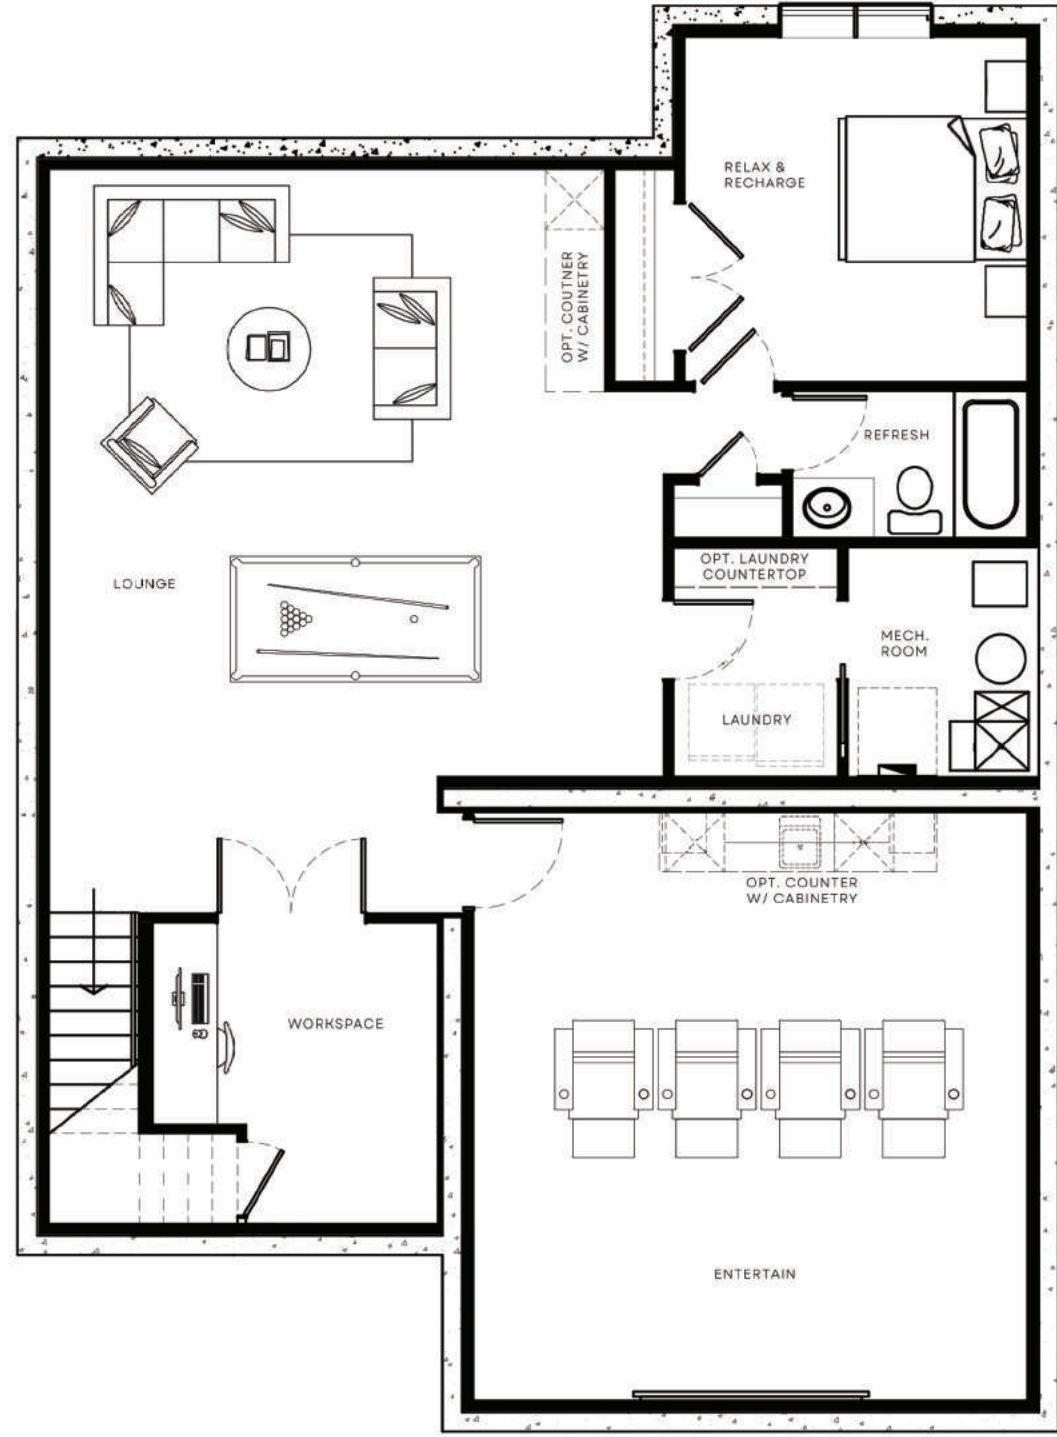 RELAX &
RECHARGE
OPT. COUTNER
W/ CABINETRY
REFRESH
OPT. LAUNDRY
COUNTERTOP
LOUNGE
MECH.
ROOM
LAUNDRY
OPT. COUNTER
W/ CABINETRY
WORKSPACE
ENTERTAIN